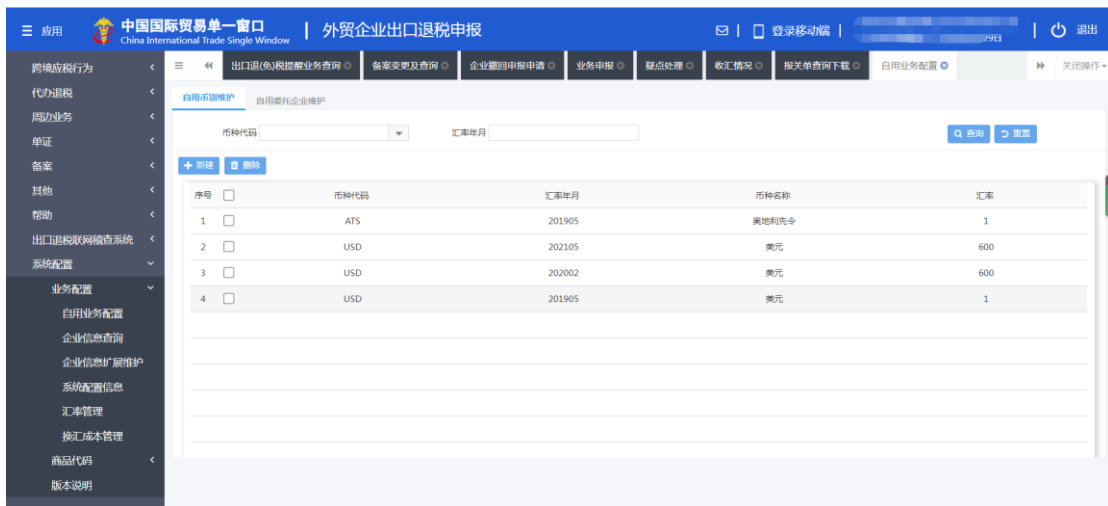 应用
中国国际贸易单一窗口
China International Trade Single Window
外贸企业出口退税申报
登录移动端
退出
跨境应税行为
代办退税
周边业务
单证
备案
其他
帮助
出口退税联网稽查系统
系统配置
业务配置
自用业务配置
企业信息查询
企业信息扩展维护
系统配置信息
汇率管理
换汇成本管理
商品代码
版本说明
出口退(免)税提醒业务查询 备案变更及查询 企业撤回申报申请 业务申报 疑点处理 收汇情况 报关单查询下载 自用业务配置 关闭操作
自用币别维护 自用委托企业维护
币种代码 汇率年月 查询 重置
新建 删除
序号 币种代码 汇率年月 币种名称 汇率
1 ATS 201905 奥地利先令 1
2 USD 202105 美元 600
3 USD 202002 美元 600
4 USD 201905 美元 1